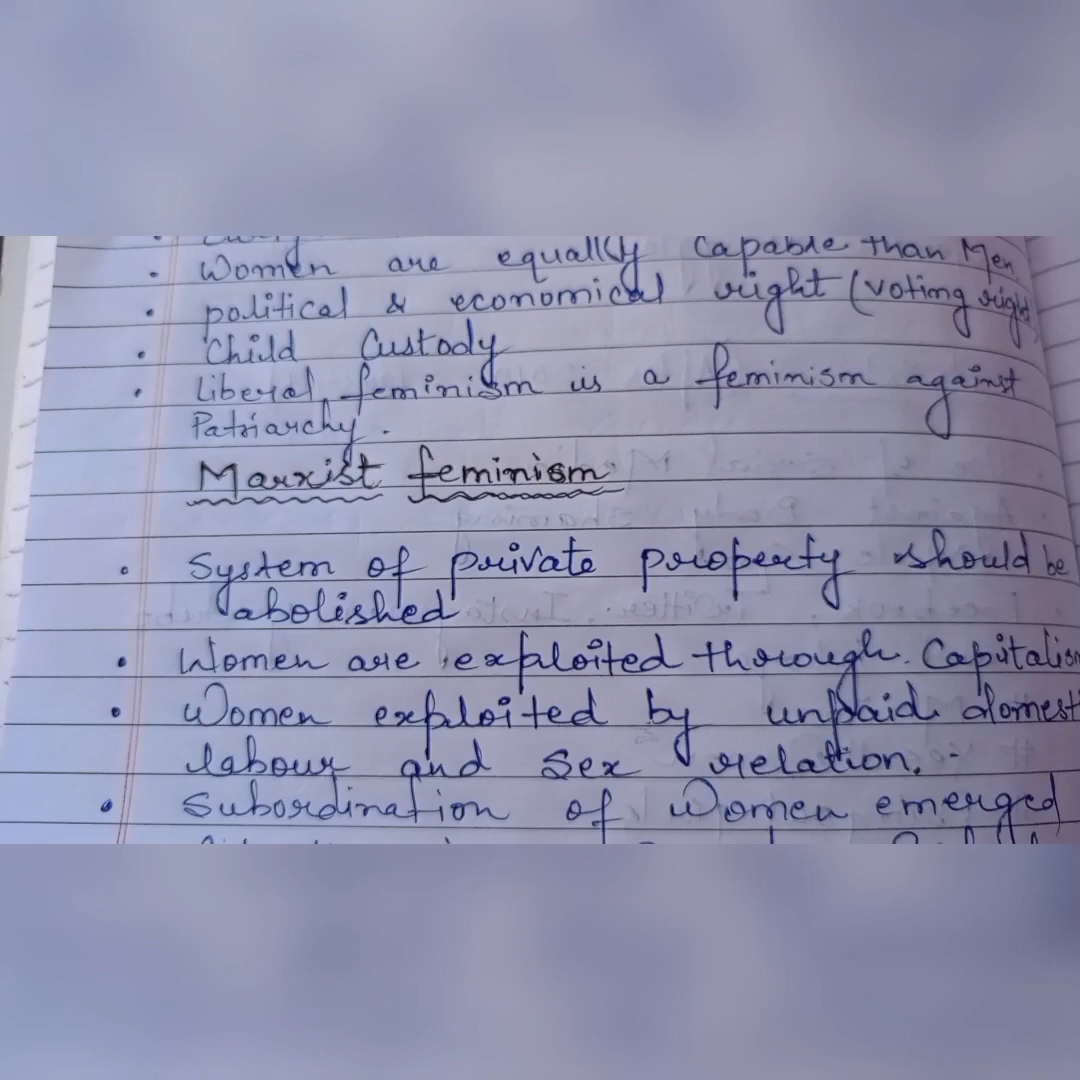 • Women are equally capable than Men
• political & economical right (voting right)
• Child Custody
• Liberal feminism is a feminism against
Patriarchy.
Marxist feminism
• System of private property should be
abolished
• Women are exploited through Capitalism
• Women exploited by unpaid domest
labour and sex relation.
• Subordination of Women emerged